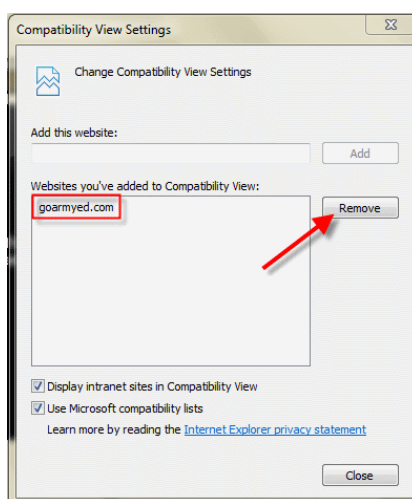 Compatibility View Settings
Change Compatibility View Settings
Add this website:
Add
Websites you've added to Compatibility View:
goarmyed.com
Remove
Display intranet sites in Compatibility View
Use Microsoft compatibility lists
Learn more by reading the Internet Explorer privacy statement
Close